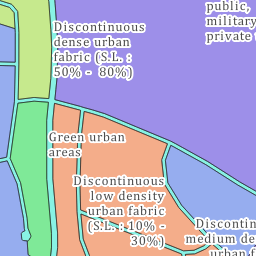 public,
military
private
Discontinuous
dense urban
fabric (S.L. :
50% - 80%)
Green urban
areas
Discontinuous
low density
urban fabric
(S.L. : 10% -
30%)
Discontin
medium de
urban f